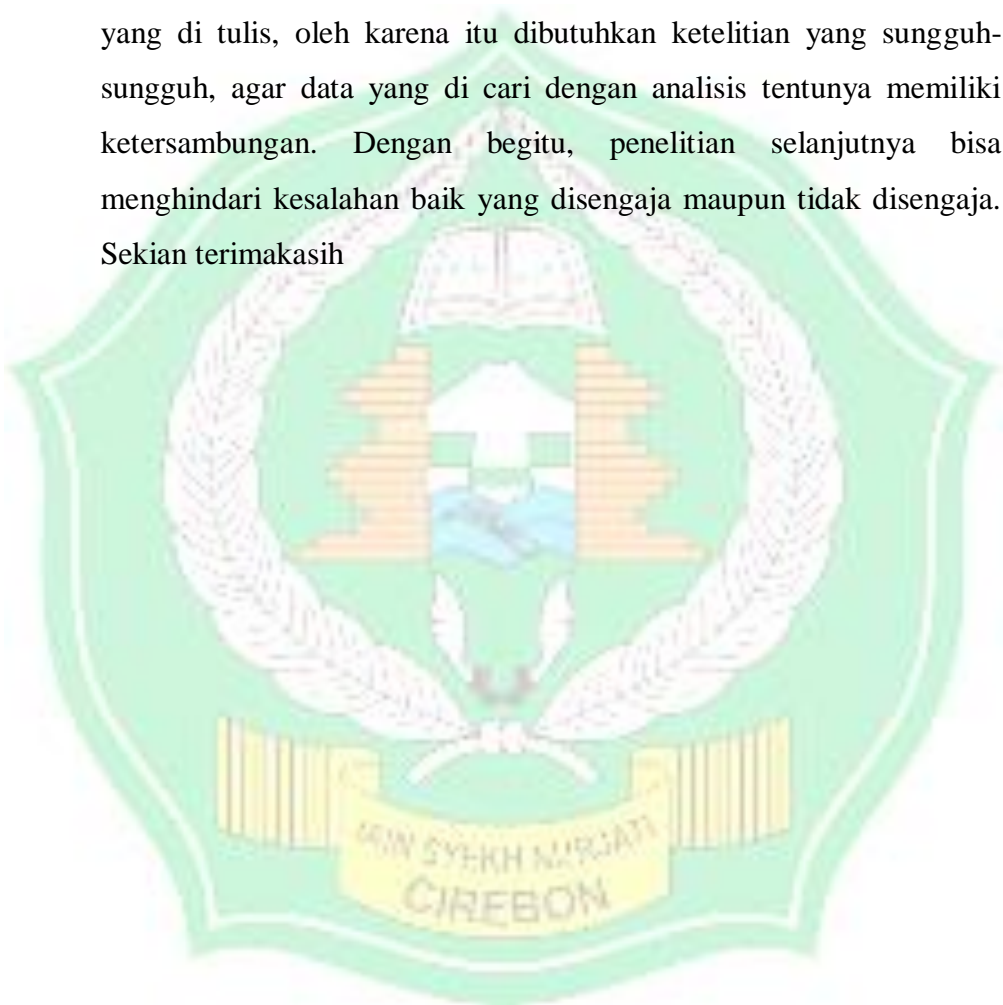 yang di tulis, oleh karena itu dibutuhkan ketelitian yang sungguh-
sungguh, agar data yang di cari dengan analisis tentunya memiliki
ketersambungan. Dengan begitu, penelitian selanjutnya bisa
menghindari kesalahan baik yang disengaja maupun tidak disengaja.
Sekian terimakasih
IAIN SYEKH NURJATI
CIREBON